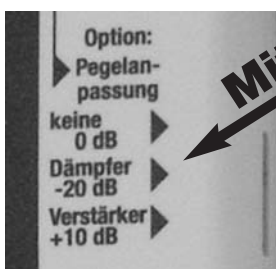 Option:
Pegelan-
passung
keine
0 dB
Dämpfer
-20 dB
Verstärker
+10 dB